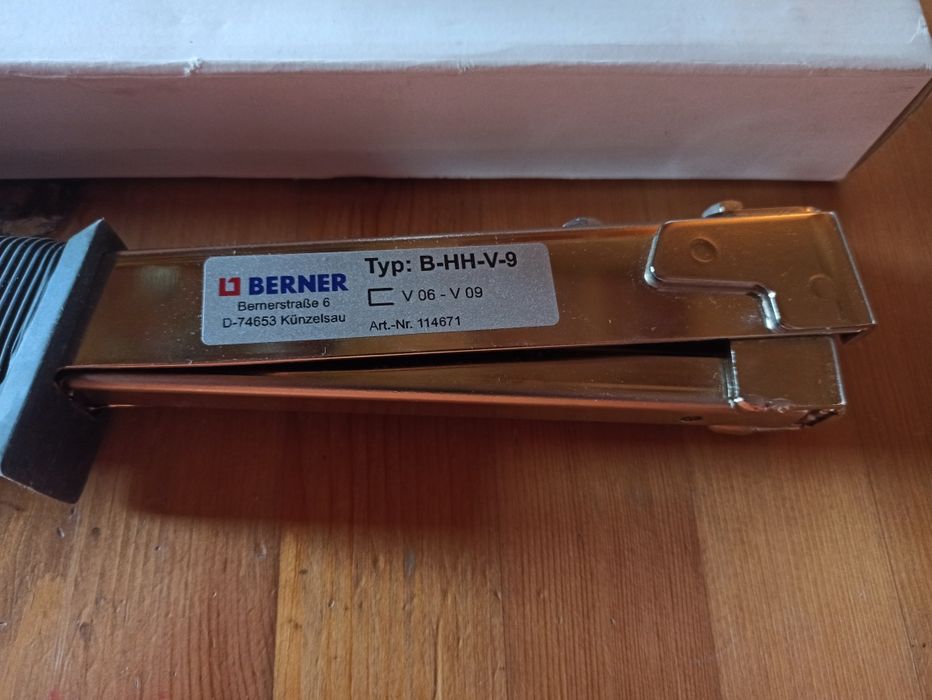 BERNER
Bernerstraße 6
D-74653 Künzelsau
Typ: B-HH-V-9
V 06 - V 09
Art.-Nr. 114671